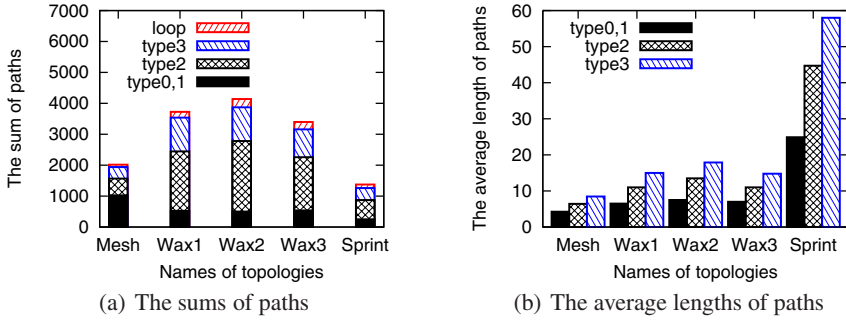 The sum of paths
7000
6000
5000
4000
3000
2000
1000
0
loop
type3
type2
type0,1
Mesh Wax1 Wax2 Wax3 Sprint
Names of topologies
(a) The sums of paths
The average length of paths
60
50
40
30
20
10
0
type0,1
type2
type3
Mesh Wax1 Wax2 Wax3 Sprint
Names of topologies
(b) The average lengths of paths